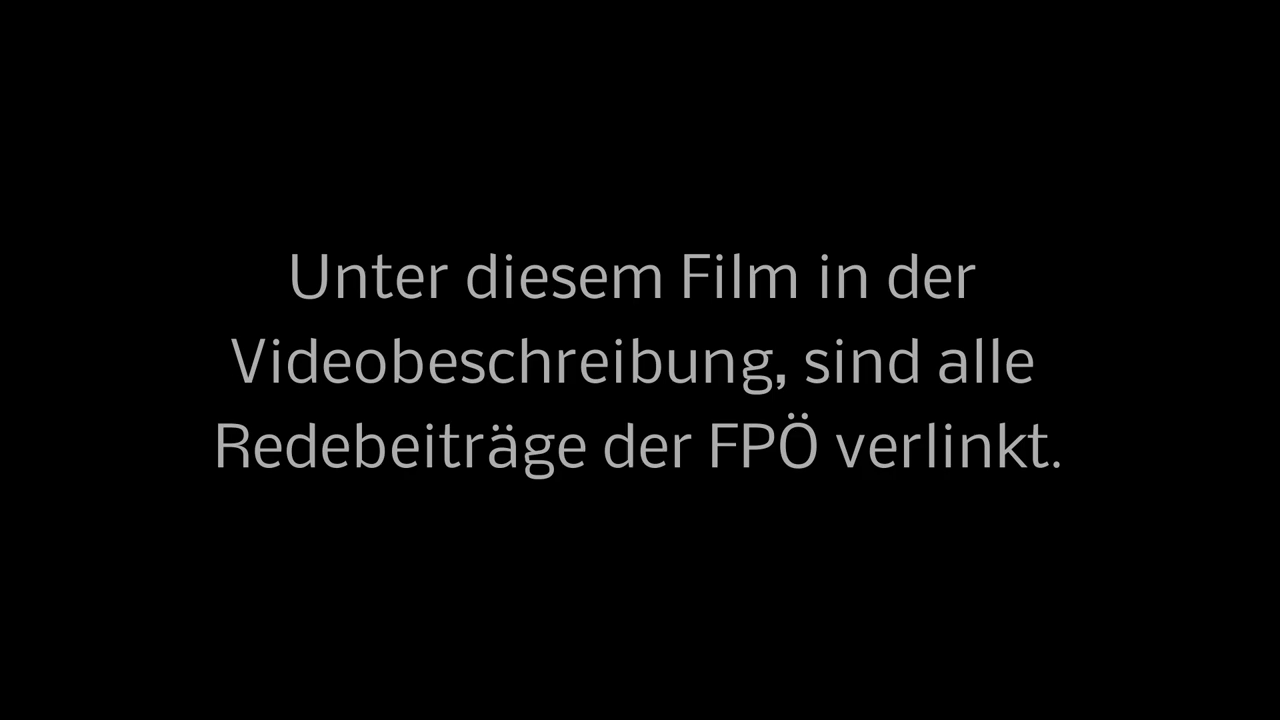 Unter diesem Film in der
Videobeschreibung, sind alle
Redebeiträge der FPÖ verlinkt.